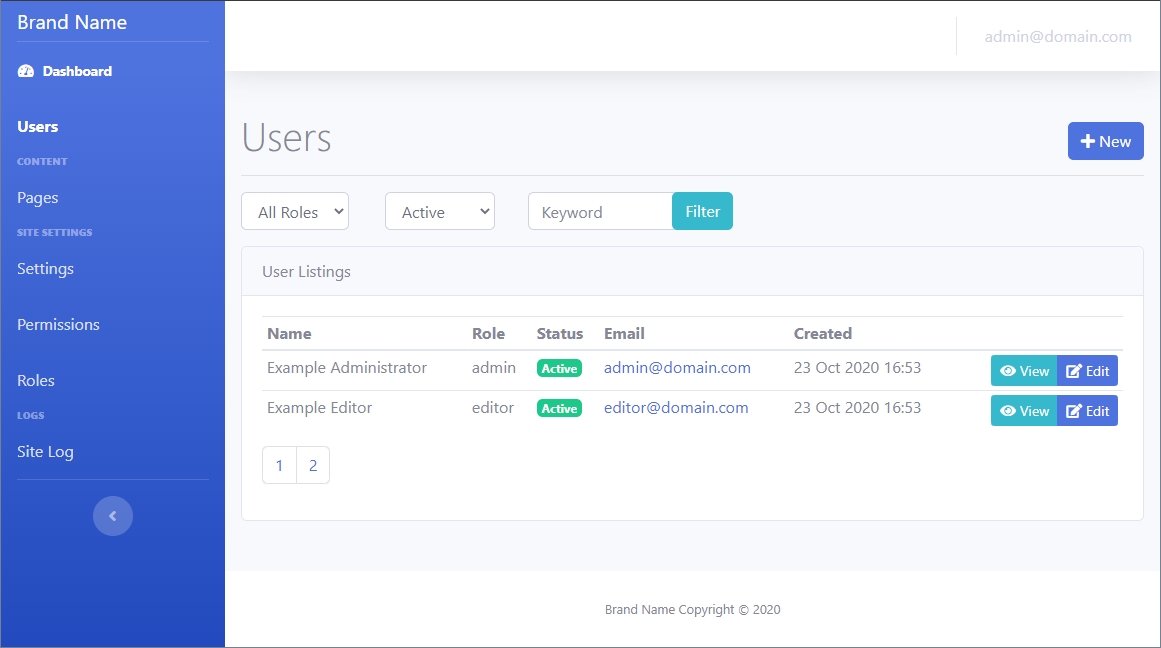 Brand Name
admin@domain.com
Dashboard
Users
CONTENT
Pages
SITE SETTINGS
Settings
Permissions
Roles
LOGS
Site Log
Users
New
All Roles
Active
Keyword
Filter
User Listings
Name Role Status Email Created
Example Administrator admin Active admin@domain.com 23 Oct 2020 16:53 View Edit
Example Editor editor Active editor@domain.com 23 Oct 2020 16:53 View Edit
1 2
Brand Name Copyright © 2020